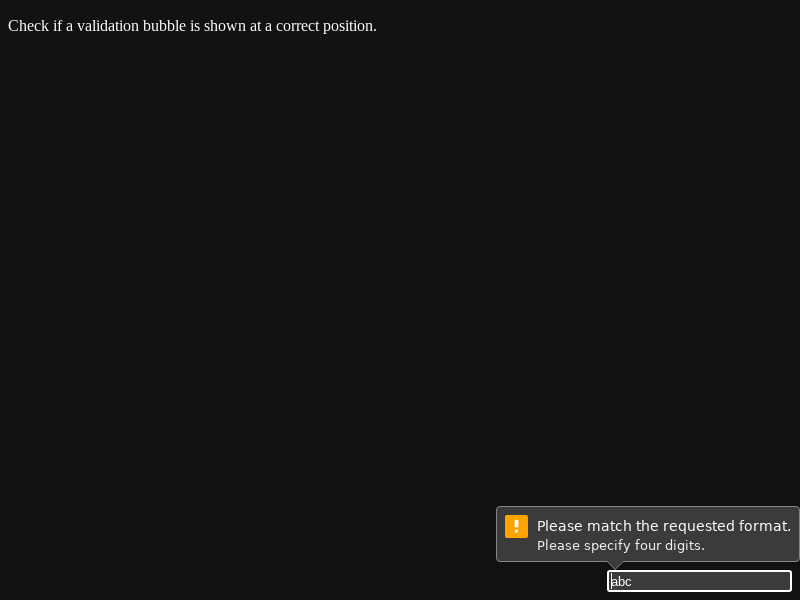 Check if a validation bubble is shown at a correct position.
Please match the requested format.
Please specify four digits.
abc